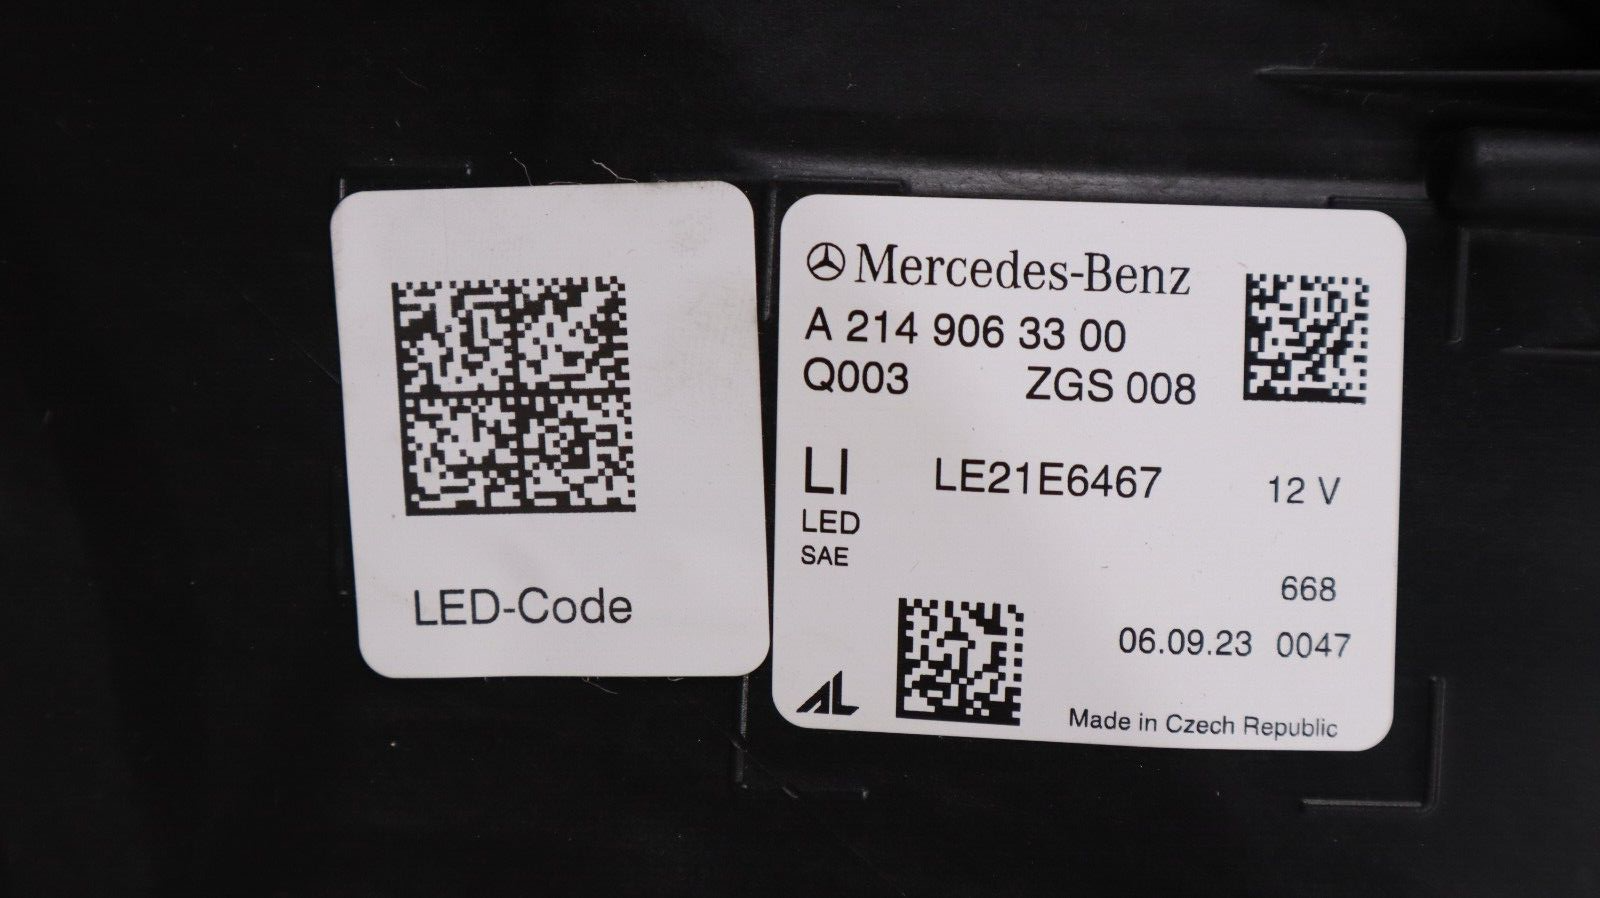 LED-Code
Mercedes-Benz
A 214 906 33 00
Q003 ZGS 008
LI LE21E6467 12 V
LED
SAE
668
06.09.23 0047
AL
Made in Czech Republic